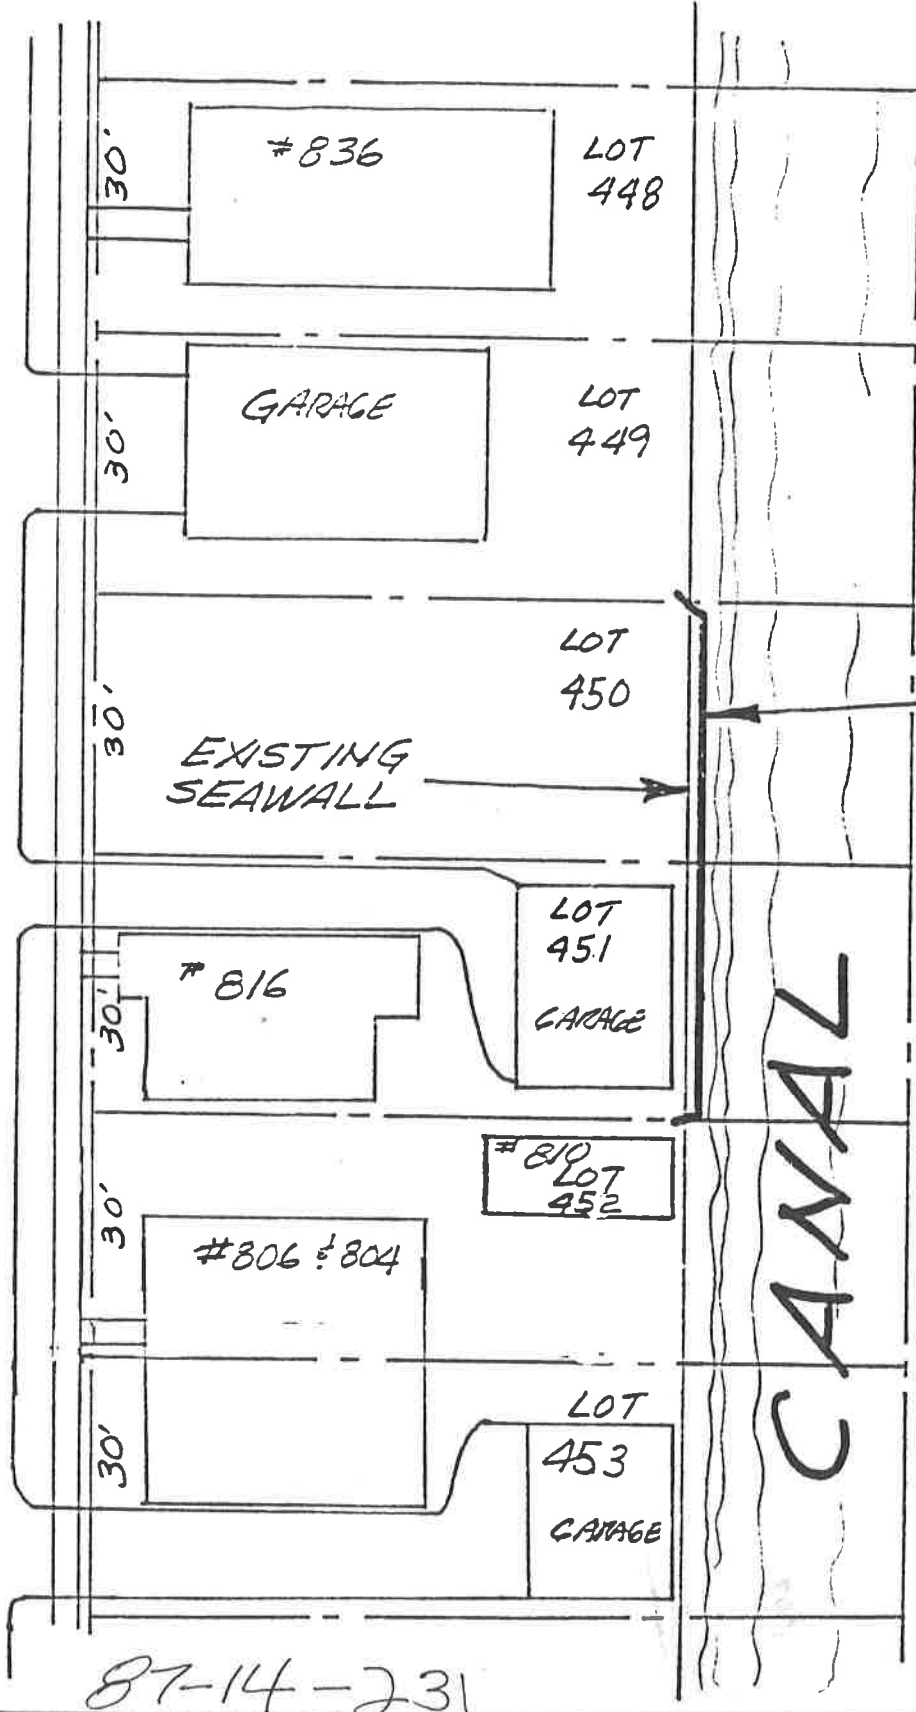 30'
#836
LOT
448
30'
GARAGE
LOT
449
30'
LOT
450
EXISTING
SEAWALL
30'
# 816
LOT
451
GARAGE
30'
#810
LOT
452
#806 & 804
30'
LOT
453
GARAGE
CANAL
87-14-231